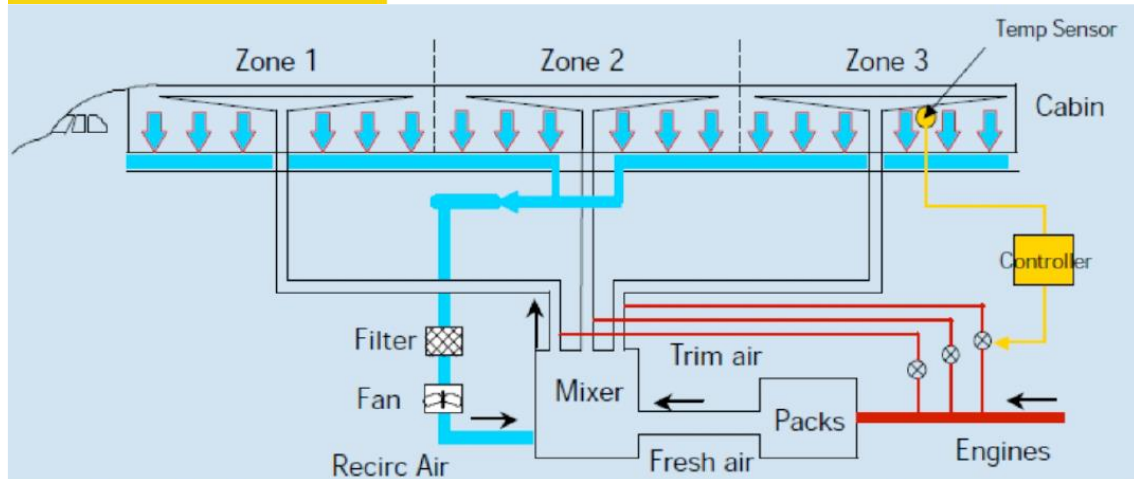 Temp Sensor
Zone 1
Zone 2
Zone 3
Cabin
Controller
Filter
Trim air
Fan
Mixer
Packs
Engines
Fresh air
Recirc Air